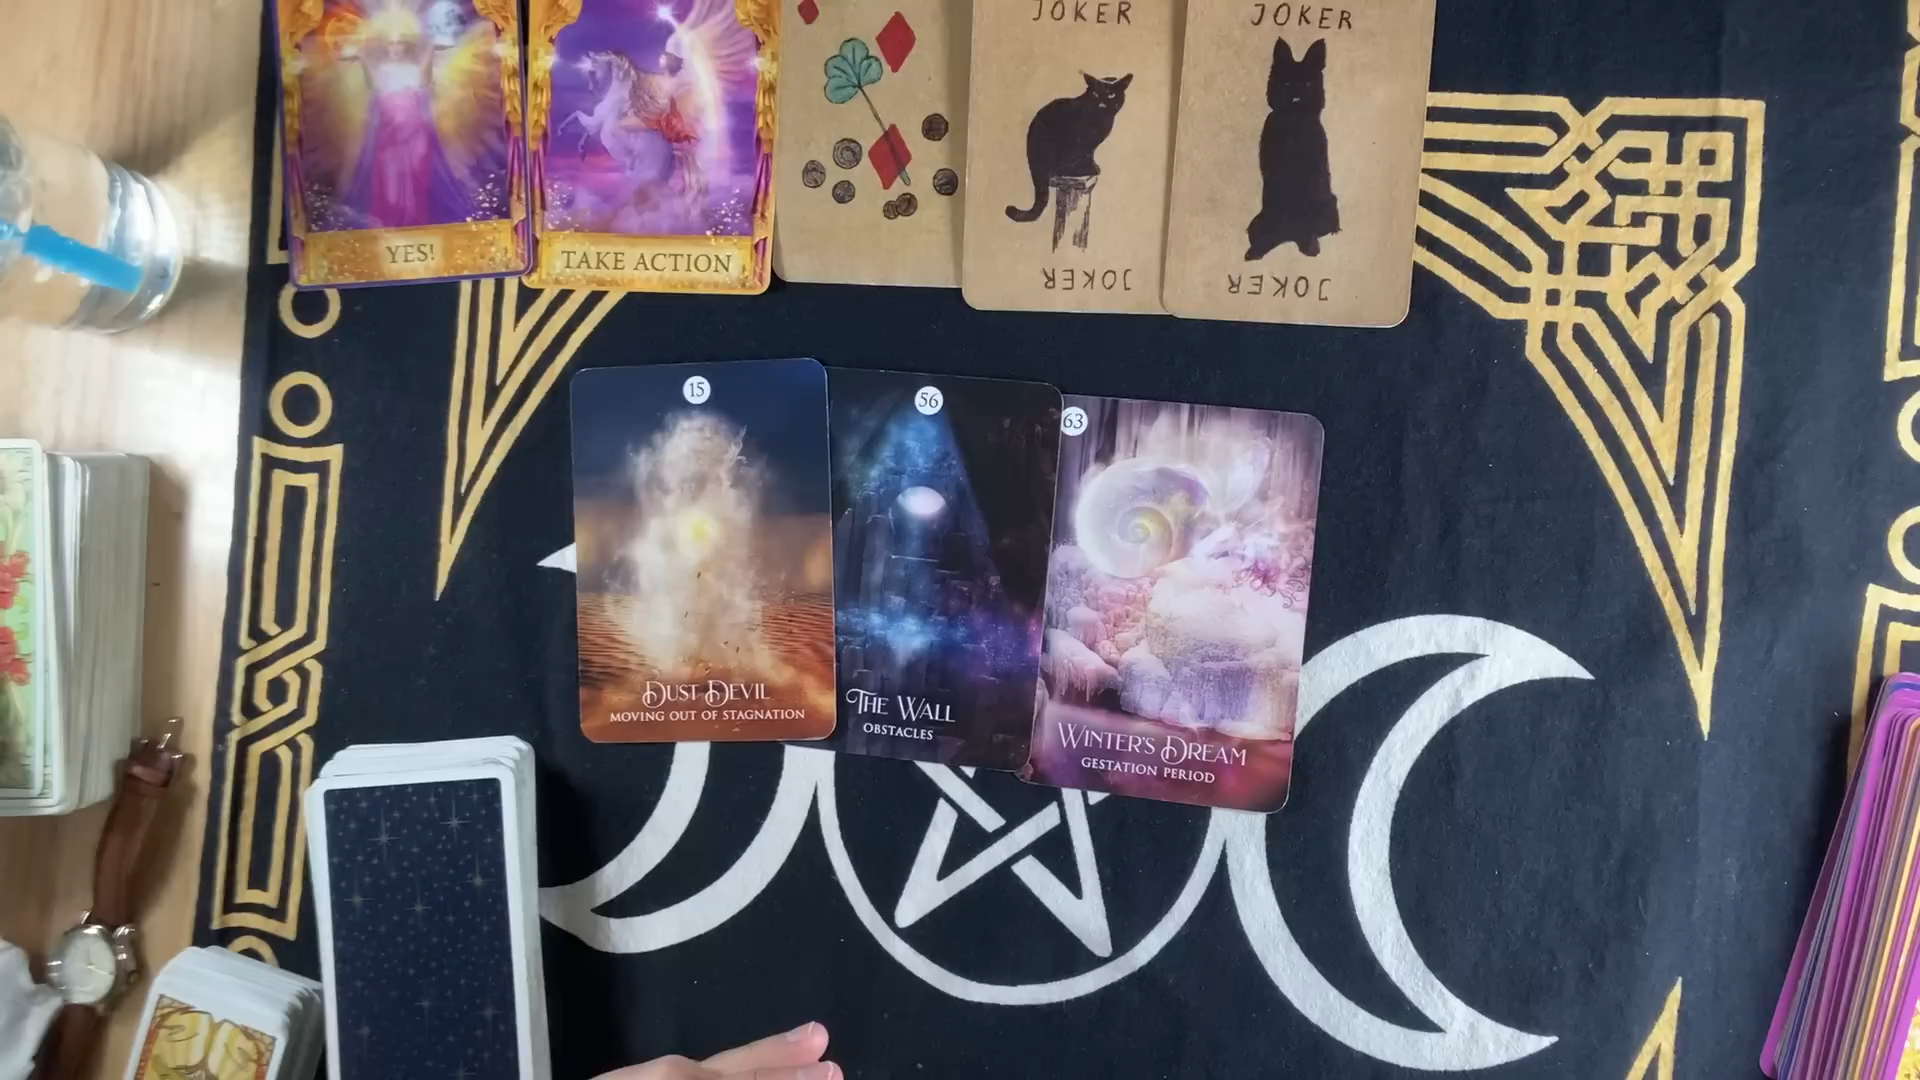 YES!
TAKE ACTION
JOKER
JOKER
JOKER
JOKER
15
DUST DEVIL
MOVING OUT OF STAGNATION
56
THE WALL
OBSTACLES
63
WINTER'S DREAM
GESTATION PERIOD